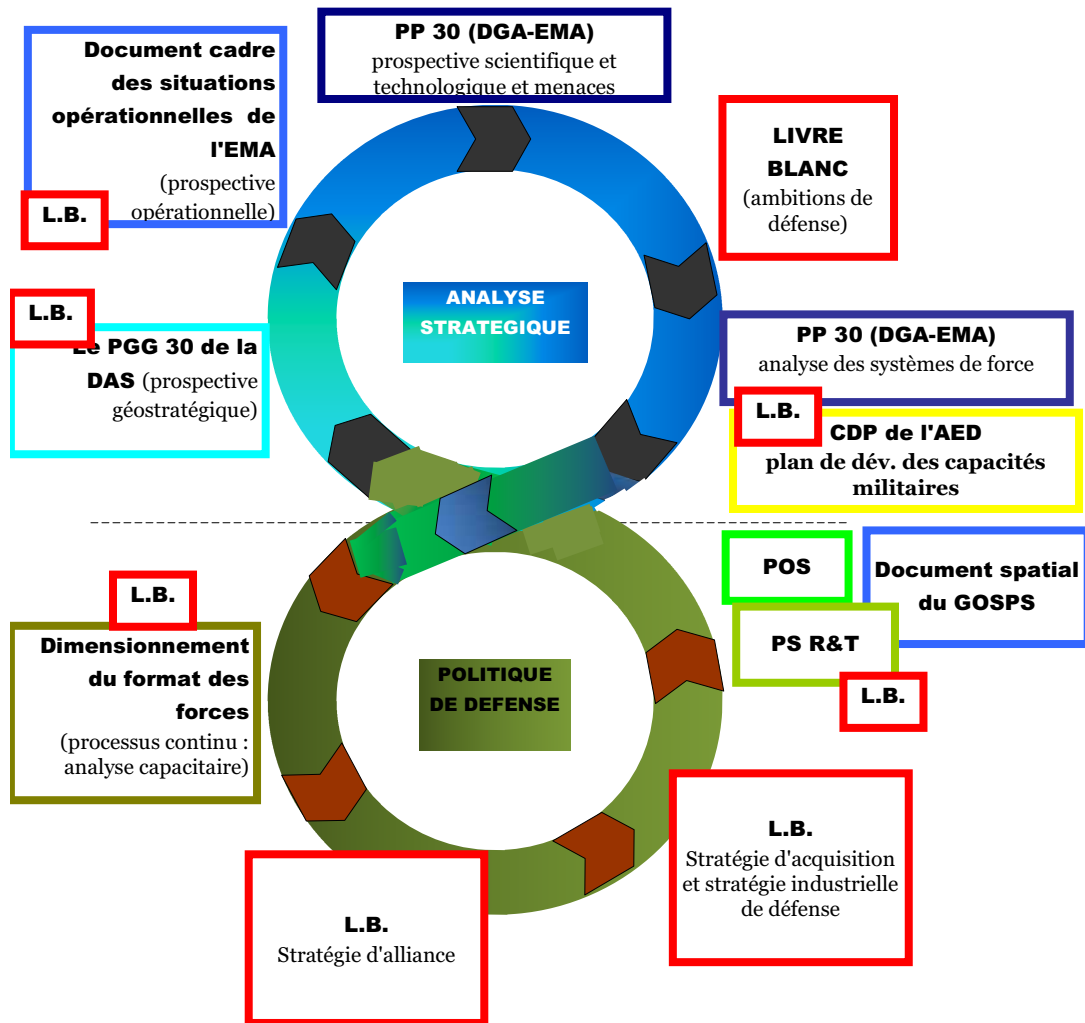 PP 30 (DGA-EMA)
prospective scientifique et
technologique et menaces
Document cadre
des situations
opérationnelles de
l'EMA
(prospective
opérationnelle)
L.B.
LIVRE
BLANC
(ambitions de
défense)
L.B.
Le PGG 30 de la
DAS (prospective
géostratégique)
ANALYSE
STRATEGIQUE
PP 30 (DGA-EMA)
analyse des systèmes de force
L.B.
CDP de l'AED
plan de dév. des capacités
militaires
POS
Document spatial
du GOSPS
PS R&T
L.B.
L.B.
Dimensionnement
du format des
forces
(processus continu :
analyse capacitaire)
POLITIQUE
DE DEFENSE
L.B.
Stratégie d'acquisition
et stratégie industrielle
de défense
L.B.
Stratégie d'alliance